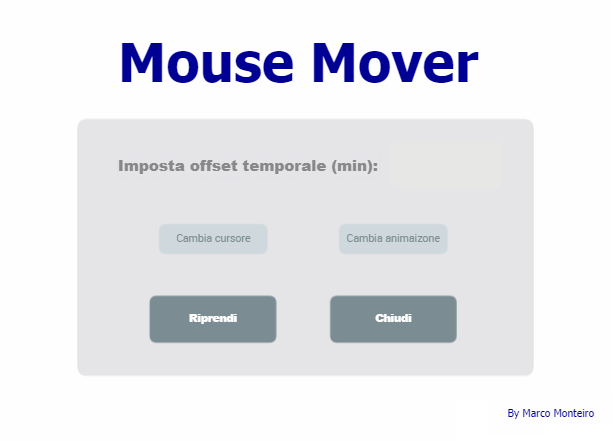 Mouse Mover
Imposta offset temporale (min):
Cambia cursore
Cambia animaizone
Riprendi
Chiudi
By Marco Monteiro